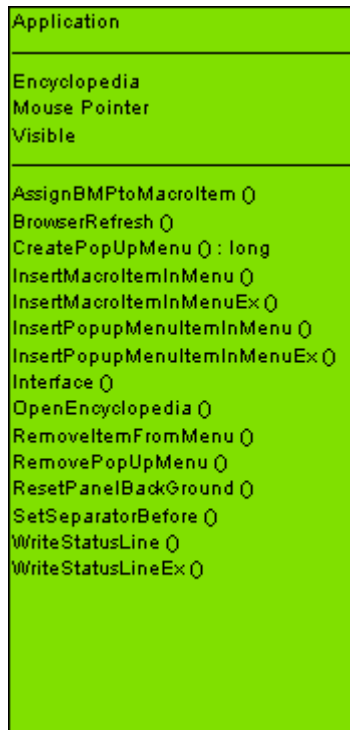 Application
Encyclopedia
Mouse Pointer
Visible
AssignBMPtoMacroItem ()
BrowserRefresh ()
CreatePopUpMenu () : long
InsertMacroItemInMenu ()
InsertMacroItemInMenuEx ()
InsertPopupMenuItemInMenu ()
InsertPopupMenuItemInMenuEx ()
Interface ()
OpenEncyclopedia ()
RemoveItemFromMenu ()
RemovePopUpMenu ()
ResetPanelBackGround ()
SetSeparatorBefore ()
WriteStatusLine ()
WriteStatusLineEx ()